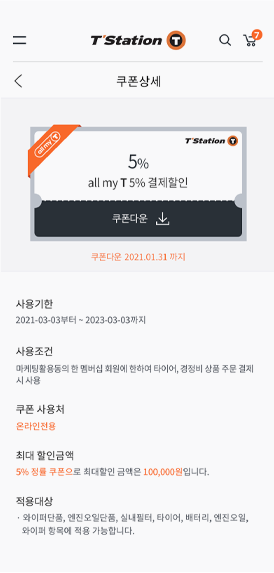 T'Station T
7
쿠폰상세
all my T
T'Station T
5%
all my T 5% 결제할인
쿠폰다운
쿠폰다운 2021.01.31 까지
사용기한
2021-03-03부터 ~ 2023-03-03까지
사용조건
마케팅활용동의 한 멤버십 회원에 한하여 타이어, 경정비 상품 주문 결제
시 사용
쿠폰 사용처
온라인전용
최대 할인금액
5% 정률 쿠폰으로 최대할인 금액은 100,000원입니다.
적용대상
· 와이퍼단품, 엔진오일단품, 실내필터, 타이어, 배터리, 엔진오일,
와이퍼 항목에 적용 가능합니다.